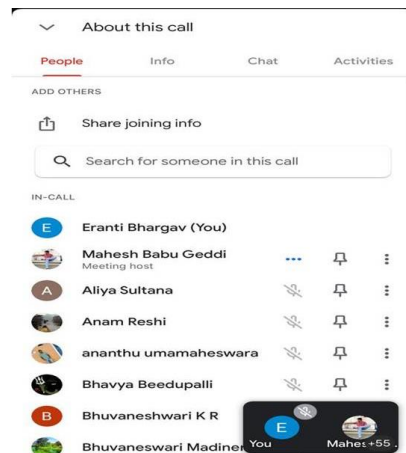 About this call
People Info Chat Activities
ADD OTHERS
Share joining info
Search for someone in this call
IN-CALL
E Eranti Bhargav (You)
Mahesh Babu Geddi
Meeting host
A Aliya Sultana
Anam Reshi
ananthu umamaheswara
Bhavya Beedupalli
B Bhuvaneshwari K R
Bhuvaneswari Madiner
E
You Mahes +55